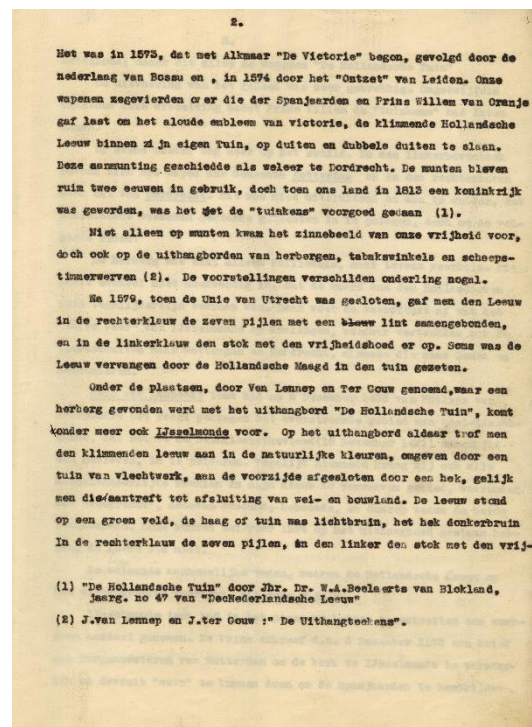 2.
Het was in 1573, dat met Alkmaar "De Victorie" begon, gevolgd door de
nederlaag van Bossu en , in 1574 door het "Ontzet" van Leiden. Onze
wapenen zegevierden over die der Spanjaarden en Prins Willem van Oranje
gaf last om het aloude embleem van victorie, de klimmende Hollandsche
Leeuw binnen zijn eigen Tuin, op duiten en dubbele duiten te slaan.
Deze aanmunting geschiedde als weleer te Dordrecht. De munten bleven
ruim twee eeuwen in gebruik, doch toen ons land in 1813 een koninkrijk
was geworden, was het met de "tuinkens" voorgoed gedaan (1).
Niet alleen op munten kwam het zinnebeeld van onze vrijheid voor,
doch ook op de uithangborden van herbergen, tabakswinkels en scheeps-
timmerwerven (2). De voorstellingen verschilden onderling nogal.
Na 1579, toen de Unie van Utrecht was gesloten, gaf men den Leeuw
in de rechterklauw de zeven pijlen met een blauw lint samengebonden,
en in de linkerklauw den stok met den vrijheidshoed er op. Soms was de
Leeuw vervangen door de Hollandsche Maagd in den tuin gezeten.
Onder de plaatsen, door Van Lennep en Ter Gouw genoemd,waar een
herberg gevonden werd met het uithangbord "De Hollandsche Tuin", komt
onder meer ook IJsselmonde voor. Op het uithangbord aldaar trof men
den klimmenden leeuw aan in de natuurlijke kleuren, omgeven door een
tuin van vlechtwerk, aan de voorzijde afgesloten door een hek, gelijk
men die aantreft tot afsluiting van wei- en bouwland. De leeuw stond
op een groen veld, de haag of tuin was lichtbruin, het hek donkerbruin
In de rechterklauw de zeven pijlen, in den linker den stok met den vrij-
(1) "De Hollandsche Tuin" door Jhr. Dr. W.A.Beelaerts van Blokland,
jaarg. no 47 van "DecNederlandsche Leeuw"
(2) J.van Lennep en J.ter Gouw :" De Uithangteekens".